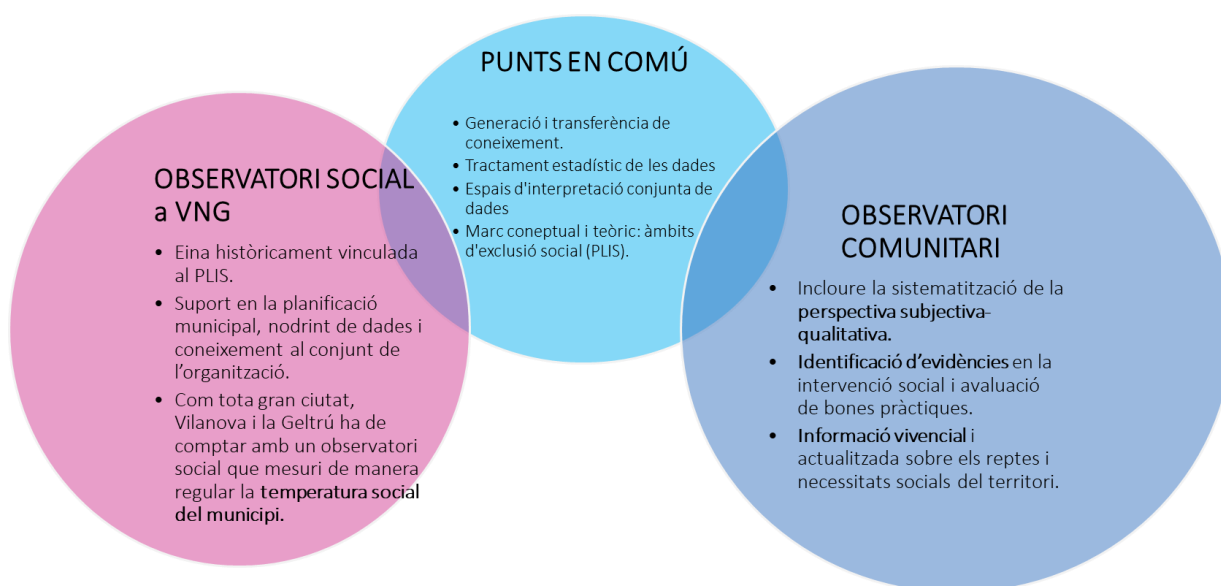 PUNTS EN COMÚ
• Generació i transferència de
coneixement.
• Tractament estadístic de les dades
• Espais d'interpretació conjunta de
dades
• Marc coneptual i teòric: àmbits
d'exclusió social (PLIS).
OBSERVATORI SOCIAL
a VNG
• Eina històricament vinculada
al PLIS.
• Suport en la planificació
municipal, nodrint de dades i
coneixement al conjunt de
l’organització.
• Com tota gran ciutat,
Vilanova i la Geltrú ha de
comptar amb un observatori
social que mesuri de manera
regular la temperatura social
del municipi.
OBSERVATORI
COMUNITARI
• Incloure la sistematització de la
perspectiva subjectiva-
qualitativa.
• Identificació d’evidències en la
intervenció social i avaluació
de bones pràctiques.
• Informació vivencial i
actualitzada sobre els reptes i
necessitats socials del territori.